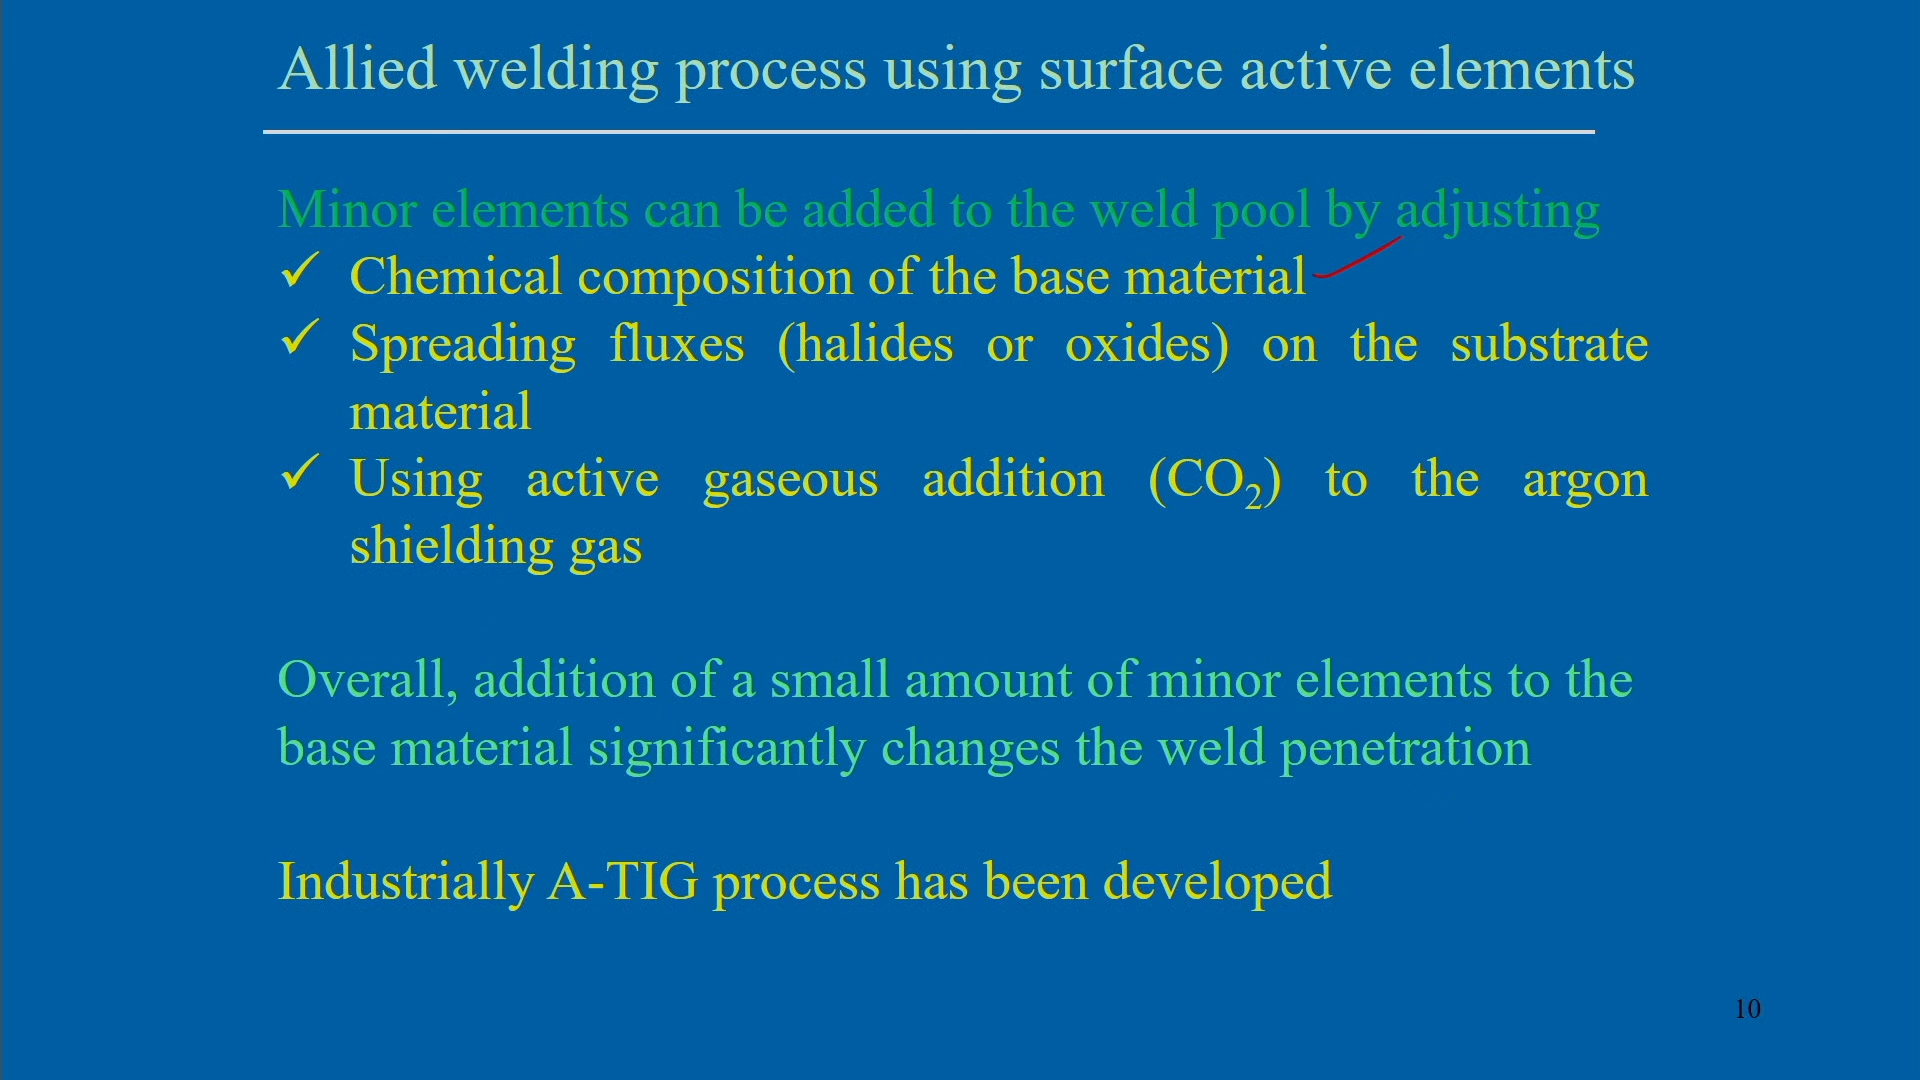 Allied welding process using surface active elements
Minor elements can be added to the weld pool by adjusting
✓ Chemical composition of the base material
✓ Spreading fluxes (halides or oxides) on the substrate
material
✓ Using active gaseous addition (CO₂) to the argon
shielding gas
Overall, addition of a small amount of minor elements to the
base material significantly changes the weld penetration
Industrially A-TIG process has been developed
10